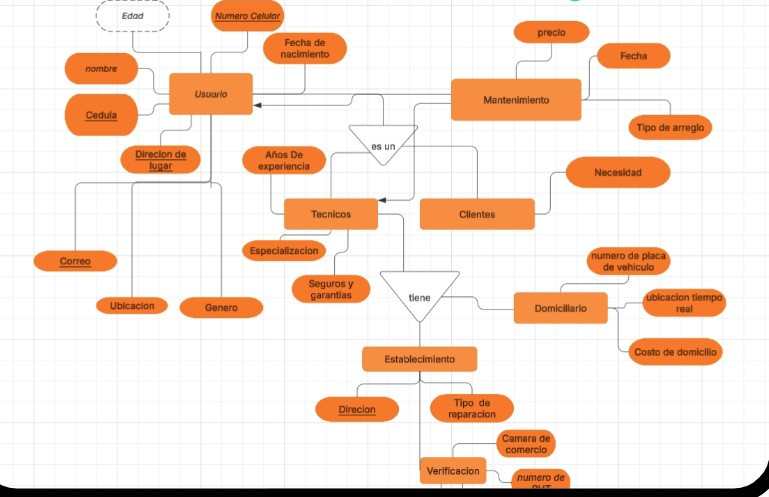 Edad
Numero Celular
precio
Fecha de
nacimiento
Fecha
nombre
Usuario
Mantenimiento
Cedula
Tipo de arreglo
es un
Direcion de
lugar
Años De
experiencia
Necesidad
Tecnicos
Clientes
Especializacion
Correo
numero de placa
de vehiculo
Seguros y
garantias
tiene
Ubicacion
Genero
Domiciliario
ubicacion tiempo
real
Costo de domicilio
Establecimiento
Direcion
Tipo de
reparacion
Camara de
comercio
Verificacion
numero de
RUT